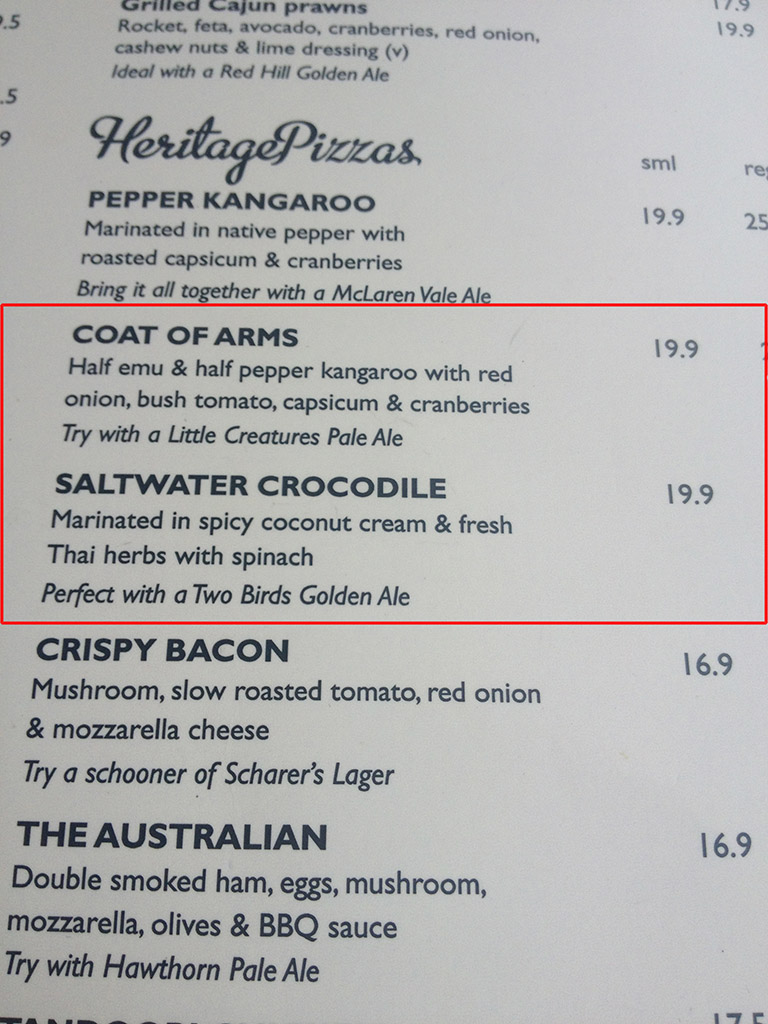 Grilled Cajun prawns 17.9
Rocket, feta, avocado, cranberries, red onion, 19.9
cashew nuts & lime dressing (v)
Ideal with a Red Hill Golden Ale
Heritage Pizzas
sml
PEPPER KANGAROO 19.9
Marinated in native pepper with
roasted capsicum & cranberries
Bring it all together with a McLaren Vale Ale
COAT OF ARMS 19.9
Half emu & half pepper kangaroo with red
onion, bush tomato, capsicum & cranberries
Try with a Little Creatures Pale Ale
SALTWATER CROCODILE 19.9
Marinated in spicy coconut cream & fresh
Thai herbs with spinach
Perfect with a Two Birds Golden Ale
CRISPY BACON 16.9
Mushroom, slow roasted tomato, red onion
& mozzarella cheese
Try a schooner of Scharer's Lager
THE AUSTRALIAN 16.9
Double smoked ham, eggs, mushroom,
mozzarella, olives & BBQ sauce
Try with Hawthorn Pale Ale